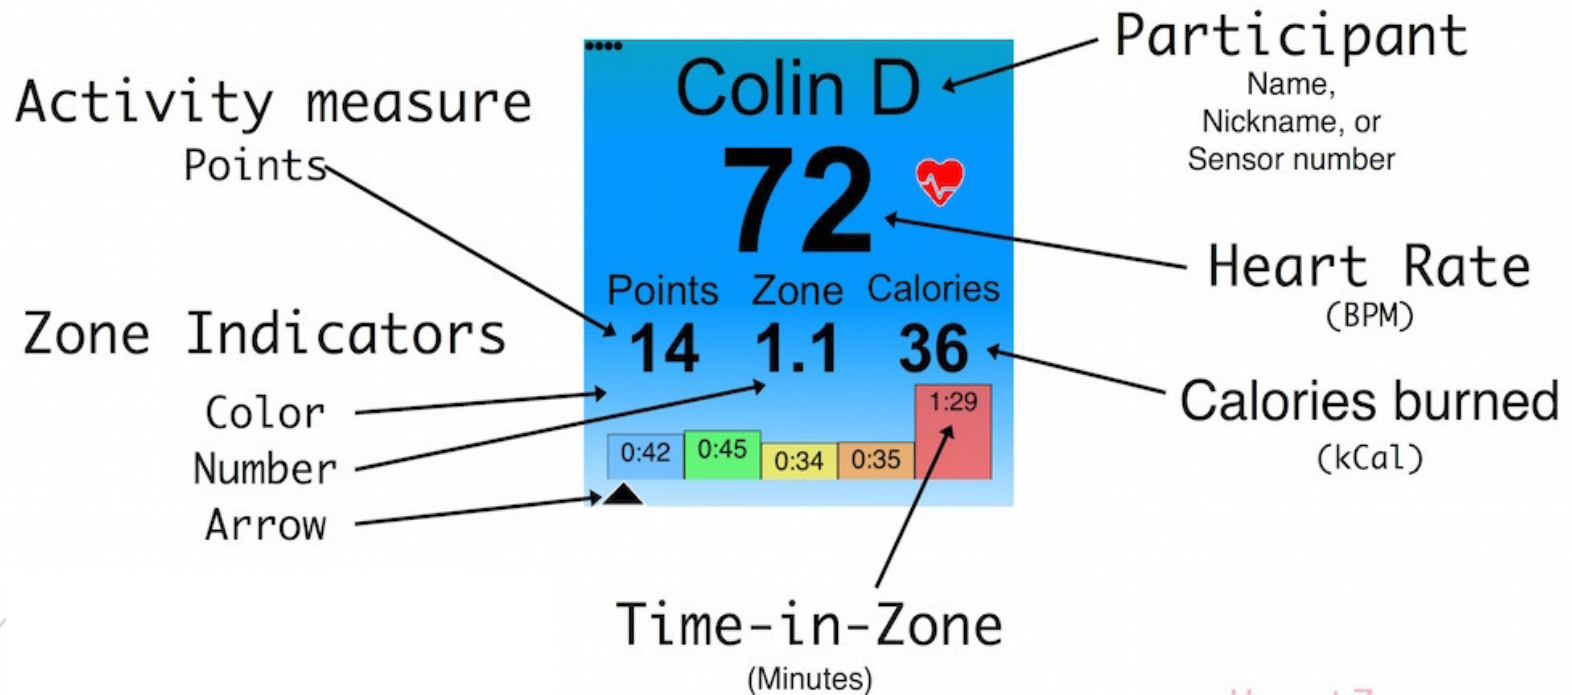 Participant
Name,
Nickname, or
Sensor number
Colin D
Activity measure
Points
72
Heart Rate
(BPM)
Points Zone Calories
14 1.1 36
Zone Indicators
Color
Number
Arrow
Calories burned
(kCal)
0:42 0:45 0:34 0:35 1:29
Time-in-Zone
(Minutes)